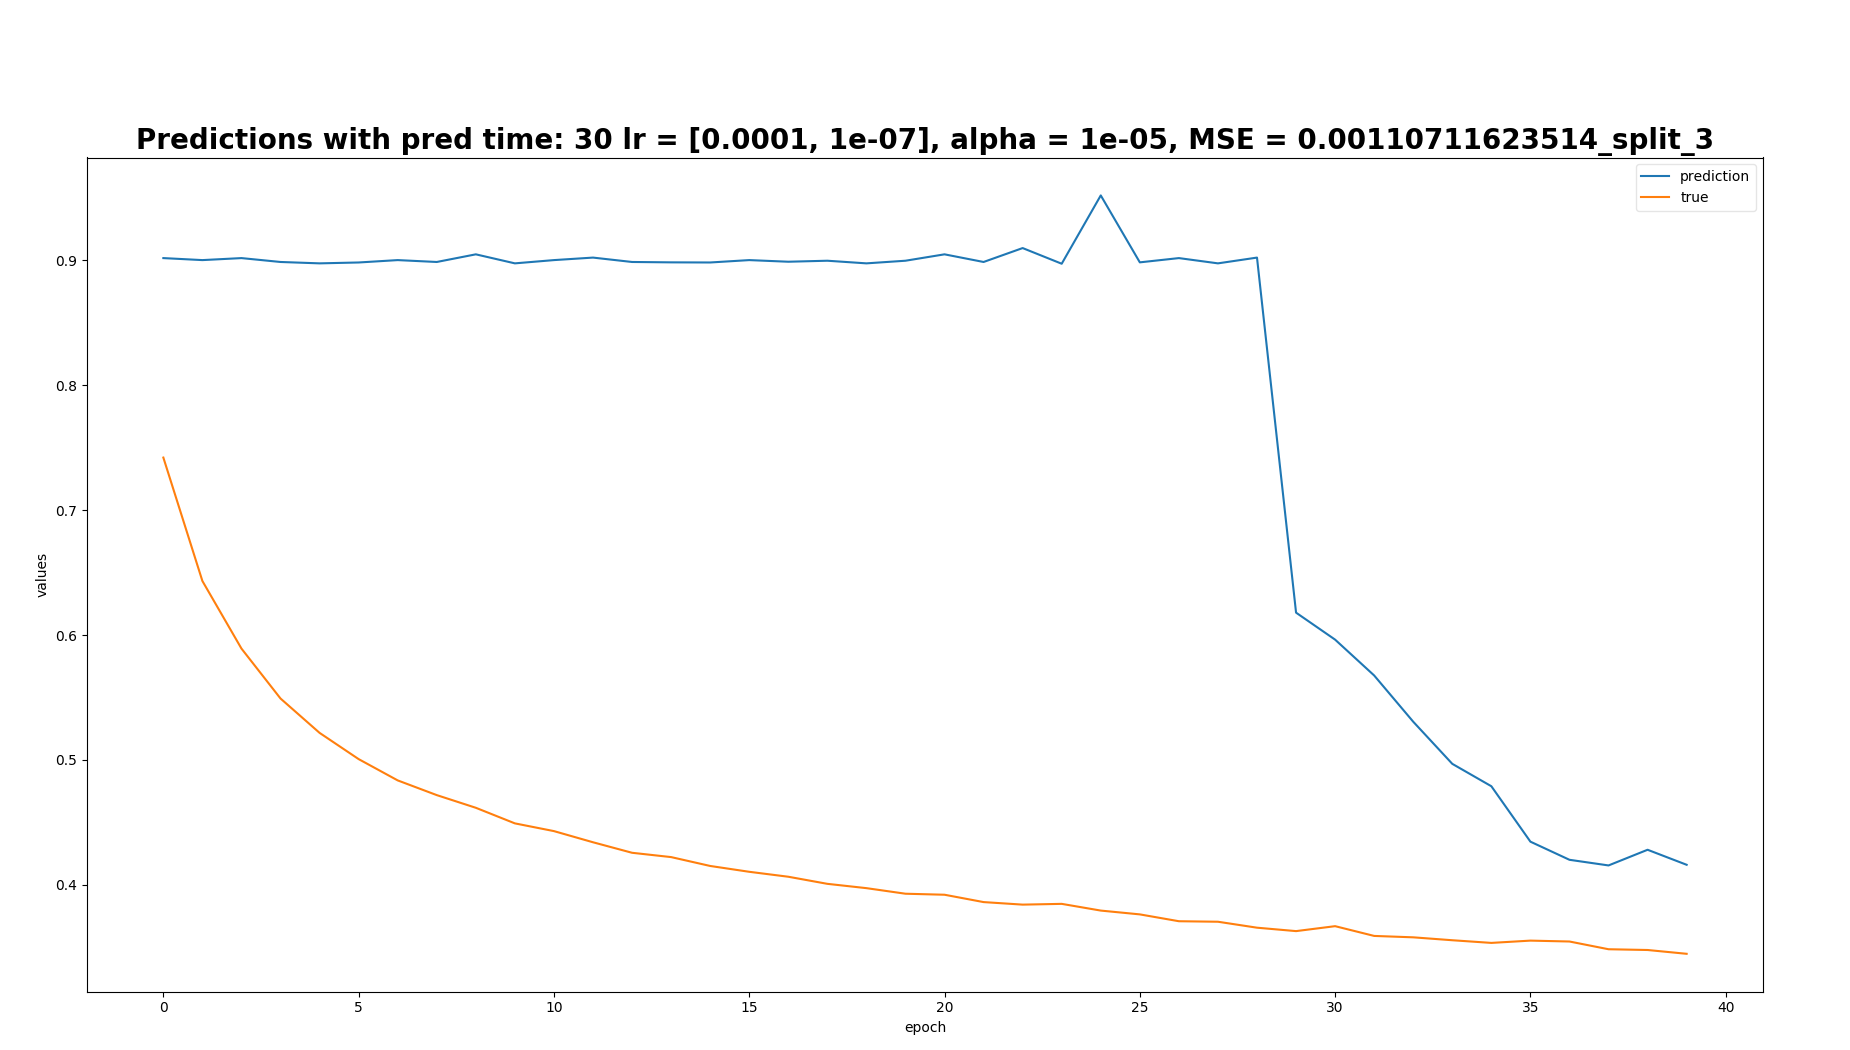 Predictions with pred time: 30 lr = [0.0001, 1e-07], alpha = 1e-05, MSE = 0.00110711623514_split_3
prediction
true
0.9
0.8
0.7
0.6
0.5
0.4
values
0 5 10 15 20 25 30 35 40
epoch